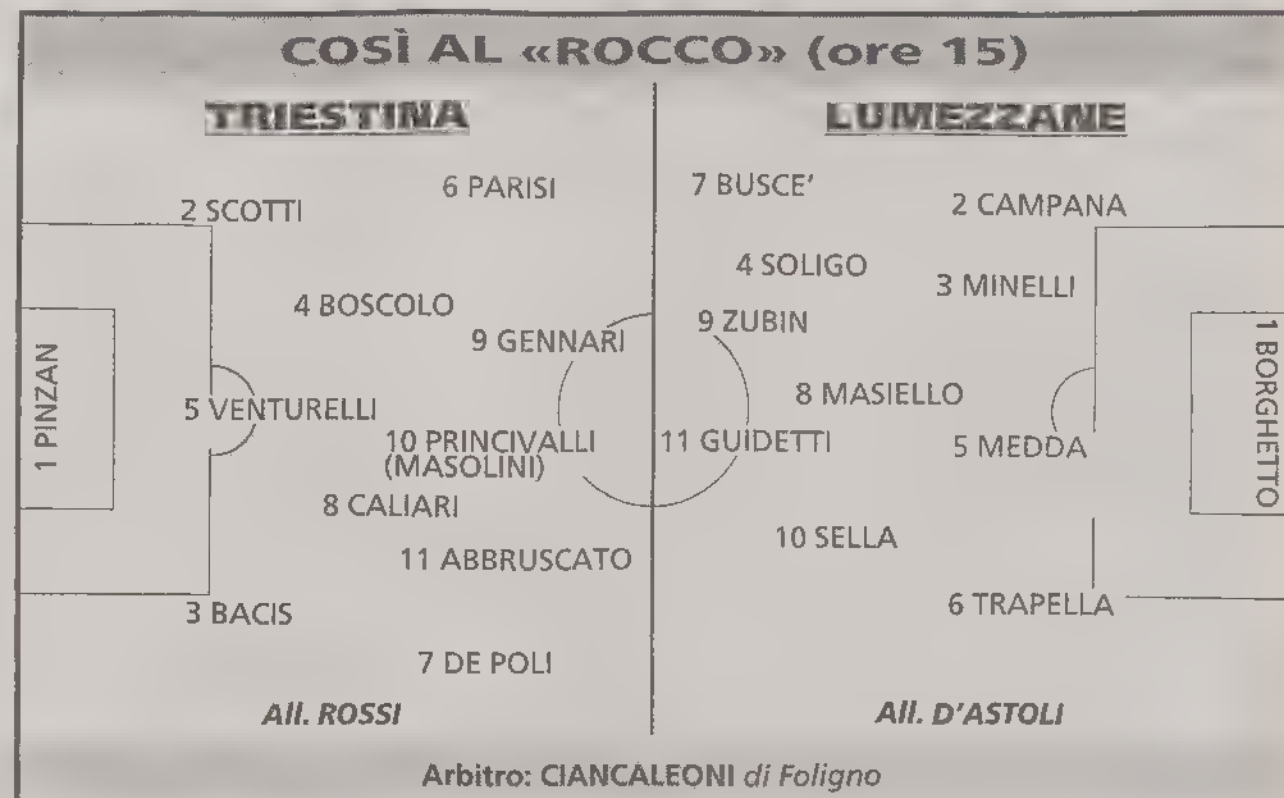 COSÌ AL «ROCCO» (ore 15)
TRIESTINA
2 SCOTTI
6 PARISI
4 BOSCOLO
9 GENNARI
1 PINZAN
5 VENTURELLI
10 PRINCIVALLI
(MASOLINI)
8 CALIARI
11 ABBRUSCATO
3 BACIS
7 DE POLI
All. ROSSI
LUMEZZANE
7 BUSCE'
2 CAMPANA
4 SOLIGO
3 MINELLI
9 ZUBIN
1 BORGHETTO
8 MASIELLO
11 GUIDETTI
5 MEDDA
10 SELLA
6 TRAPELLA
All. D'ASTOLI
Arbitro: CIANCALEONI di Foligno